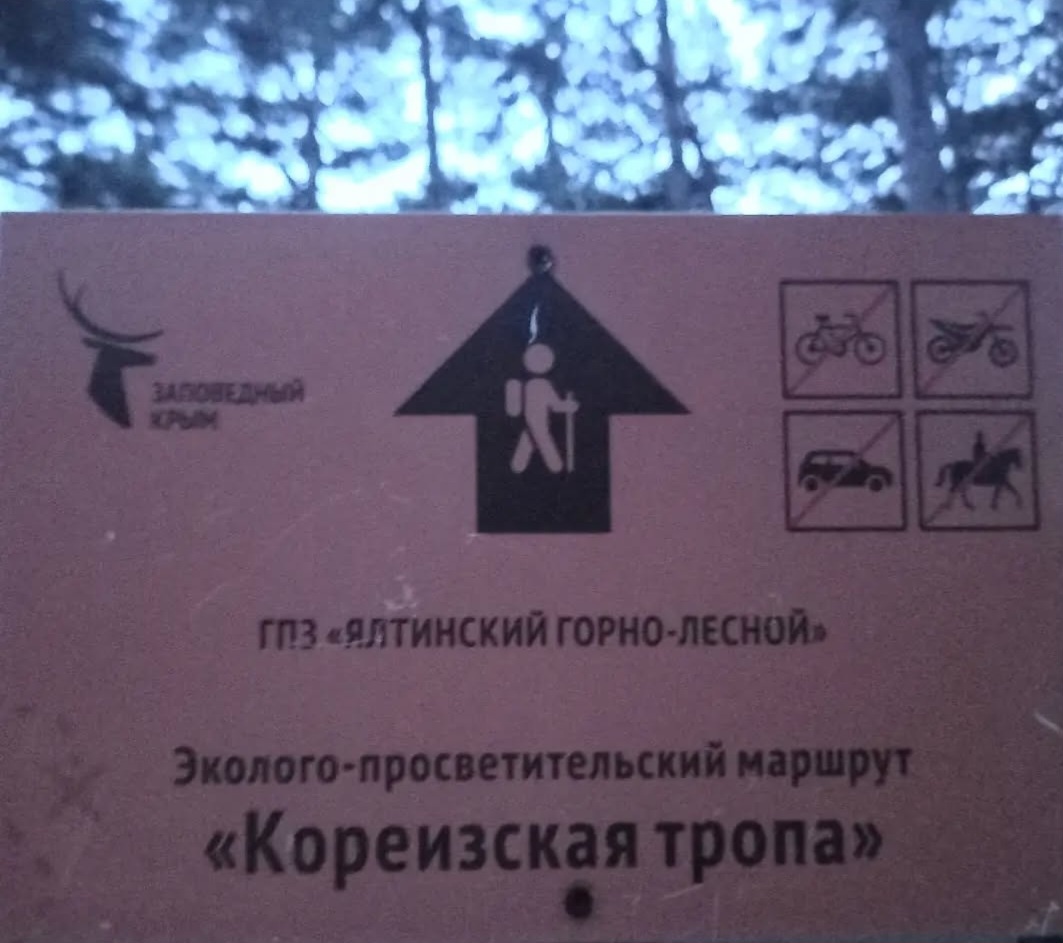 ЗАПОВЕДНЫЙ
КРЫМ
ГПЗ «ЯЛТИНСКИЙ ГОРНО-ЛЕСНОЙ»
Эколого-просветительский маршрут
«Кореизская тропа»